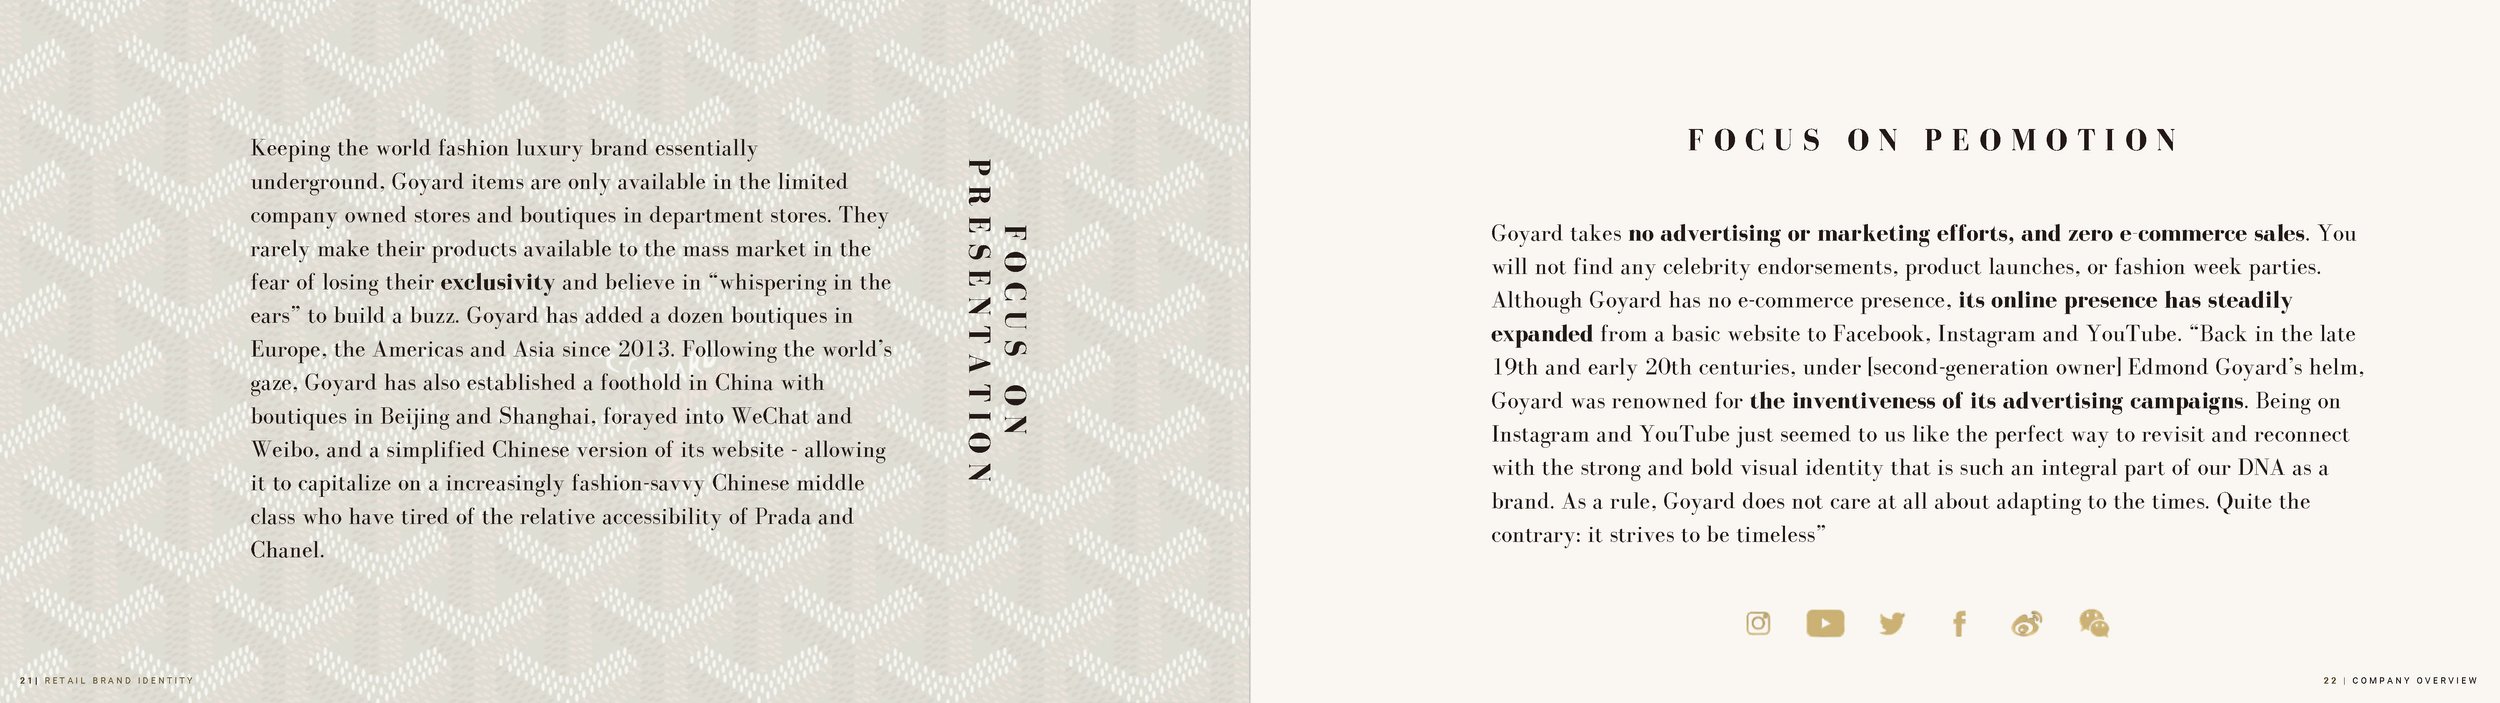 Keeping the world fashion luxury brand essentially
underground, Goyard items are only available in the limited
company owned stores and boutiques in department stores. They
rarely make their products available to the mass market in the
fear of losing their exclusivity and believe in “whispering in the
ears” to build a buzz. Goyard has added a dozen boutiques in
Europe, the Americas and Asia since 2013. Following the world’s
gaze, Goyard has also established a foothold in China with
boutiques in Beijing and Shanghai, forayed into WeChat and
Weibo, and a simplified Chinese version of its website - allowing
it to capitalize on a increasingly fashion-savvy Chinese middle
class who have tired of the relative accessibility of Prada and
Chanel.
FOCUS ON
PRESENTATION
21| RETAIL BRAND IDENTITY
FOCUS ON PEOMOTION
Goyard takes no advertising or marketing efforts, and zero e-commerce sales. You
will not find any celebrity endorsements, product launches, or fashion week parties.
Although Goyard has no e-commerce presence, its online presence has steadily
expanded from a basic website to Facebook, Instagram and YouTube. “Back in the late
19th and early 20th centuries, under [second-generation owner] Edmond Goyard’s helm,
Goyard was renowned for the inventiveness of its advertising campaigns. Being on
Instagram and YouTube just seemed to us like the perfect way to revisit and reconnect
with the strong and bold visual identity that is such an integral part of our DNA as a
brand. As a rule, Goyard does not care at all about adapting to the times. Quite the
contrary: it strives to be timeless”
22 | COMPANY OVERVIEW